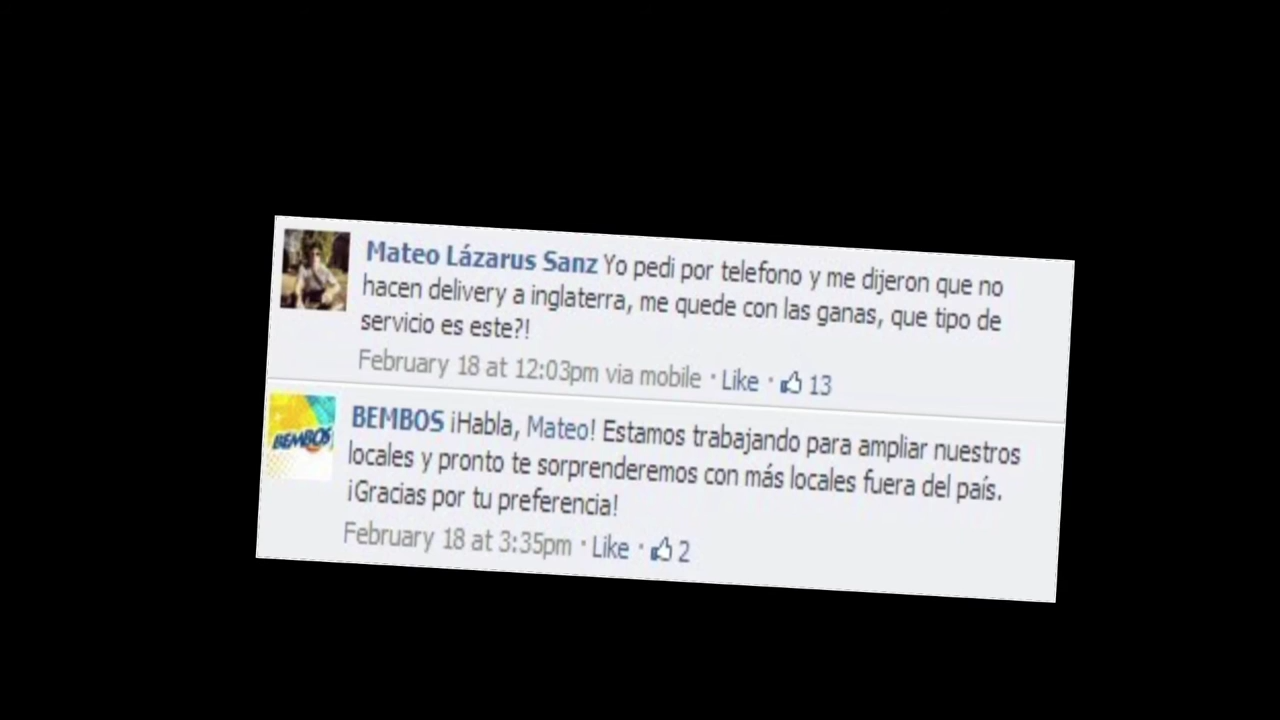 Mateo Lázarus Sanz Yo pedi por telefono y me dijeron que no
hacen delivery a inglaterra, me quede con las ganas, que tipo de
servicio es este?!
February 18 at 12:03pm via mobile · Like · 13
BEMBOS
BEMBOS ¡Habla, Mateo! Estamos trabajando para ampliar nuestros
locales y pronto te sorprenderemos con más locales fuera del país.
¡Gracias por tu preferencia!
February 18 at 3:35pm · Like · 2